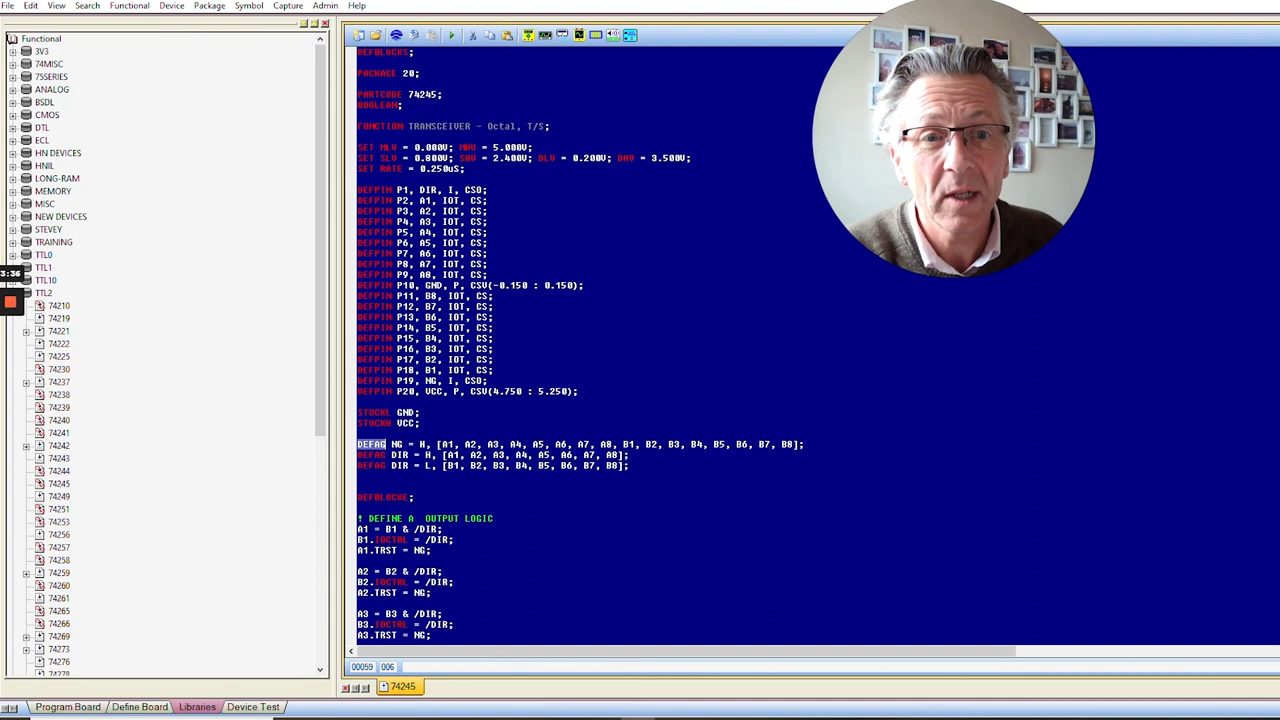 File Edit View Search Functional Device Package Symbol Capture Admin Help
Functional
3V3
74MISC
75SERIES
ANALOG
BSDL
CMOS
DTL
ECL
HN DEVICES
HNIL
LONG-RAM
MEMORY
MISC
NEW DEVICES
STEVEY
TRAINING
TTL0
TTL1
TTL10
TTL2
74210
74219
74221
74222
74225
74230
74237
74238
74239
74240
74241
74242
74243
74244
74245
74249
74251
74253
74256
74257
74258
74259
74260
74261
74265
74266
74269
74273
74276
74278
3:36
DEFBLOCKS;
PACKAGE 20;
PARTCODE 74245;
BOOLEAN;
FUNCTION TRANSCEIVER - Octal, T/S;
SET MLV = 0.000V; MHV = 5.000V;
SET SLV = 0.800V; SHV = 2.400V; DLV = 0.200V; DHV = 3.500V;
SET RATE = 0.250uS;
DEFPIN P1, DIR, I, CSO;
DEFPIN P2, A1, IOT, CS;
DEFPIN P3, A2, IOT, CS;
DEFPIN P4, A3, IOT, CS;
DEFPIN P5, A4, IOT, CS;
DEFPIN P6, A5, IOT, CS;
DEFPIN P7, A6, IOT, CS;
DEFPIN P8, A7, IOT, CS;
DEFPIN P9, A8, IOT, CS;
DEFPIN P10, GND, P, CSV(-0.150 : 0.150);
DEFPIN P11, B8, IOT, CS;
DEFPIN P12, B7, IOT, CS;
DEFPIN P13, B6, IOT, CS;
DEFPIN P14, B5, IOT, CS;
DEFPIN P15, B4, IOT, CS;
DEFPIN P16, B3, IOT, CS;
DEFPIN P17, B2, IOT, CS;
DEFPIN P18, B1, IOT, CS;
DEFPIN P19, NG, I, CSO;
DEFPIN P20, VCC, P, CSV(4.750 : 5.250);
STUCKL GND;
STUCKH VCC;
DEFAG NG = H, [A1, A2, A3, A4, A5, A6, A7, A8, B1, B2, B3, B4, B5, B6, B7, B8];
DEFAG DIR = H, [A1, A2, A3, A4, A5, A6, A7, A8];
DEFAG DIR = L, [B1, B2, B3, B4, B5, B6, B7, B8];
DEFBLOCKE;
! DEFINE A OUTPUT LOGIC
A1 = B1 & /DIR;
B1.IOCTRL = /DIR;
A1.TRST = NG;
A2 = B2 & /DIR;
B2.IOCTRL = /DIR;
A2.TRST = NG;
A3 = B3 & /DIR;
B3.IOCTRL = /DIR;
A3.TRST = NG;
00059 006
74245
Program Board Define Board Libraries Device Test